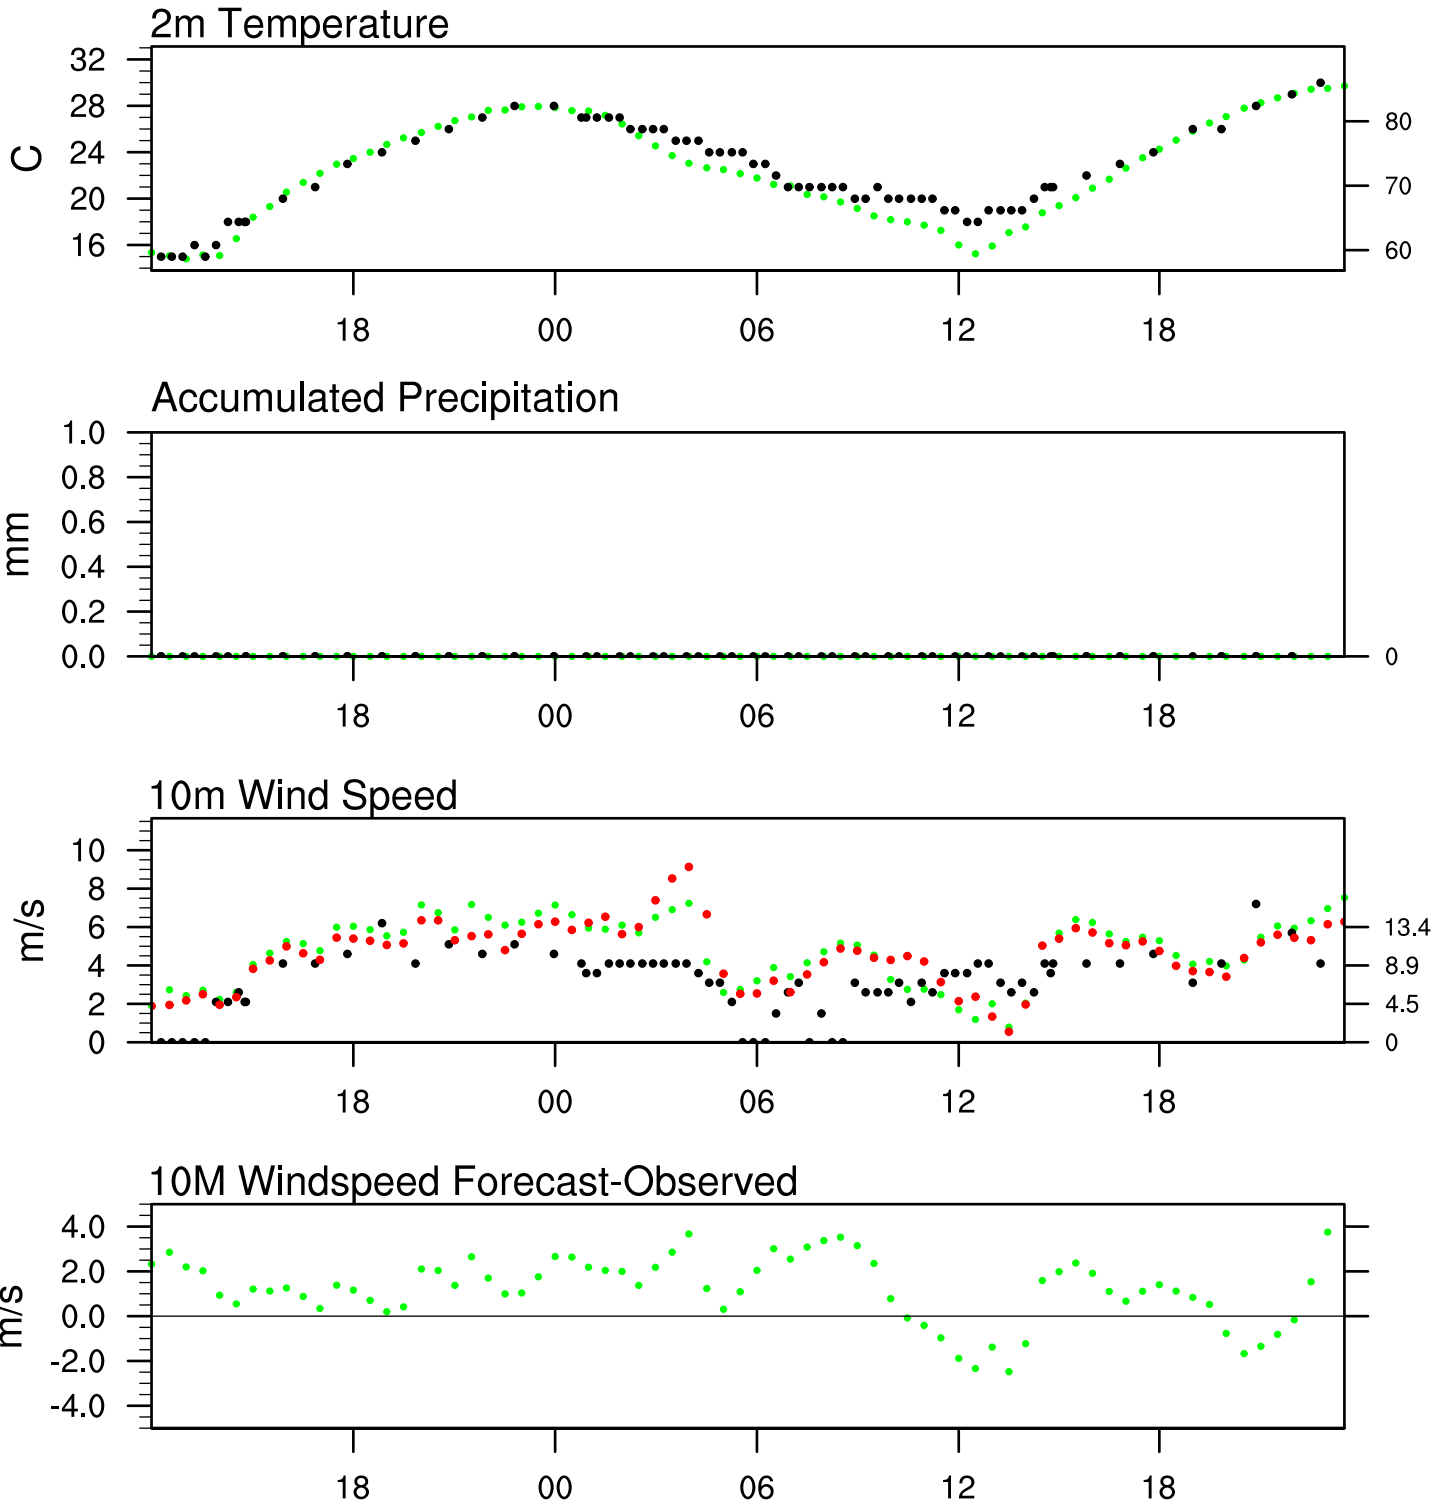 2m Temperature
32
28
24
20
16
C
80
70
60
18 00 06 12 18
Accumulated Precipitation
1.0
0.8
0.6
0.4
0.2
0.0
mm
0
18 00 06 12 18
10m Wind Speed
10
8
6
4
2
0
m/s
13.4
8.9
4.5
0
18 00 06 12 18
10M Windspeed Forecast-Observed
4.0
2.0
0.0
-2.0
-4.0
m/s
18 00 06 12 18